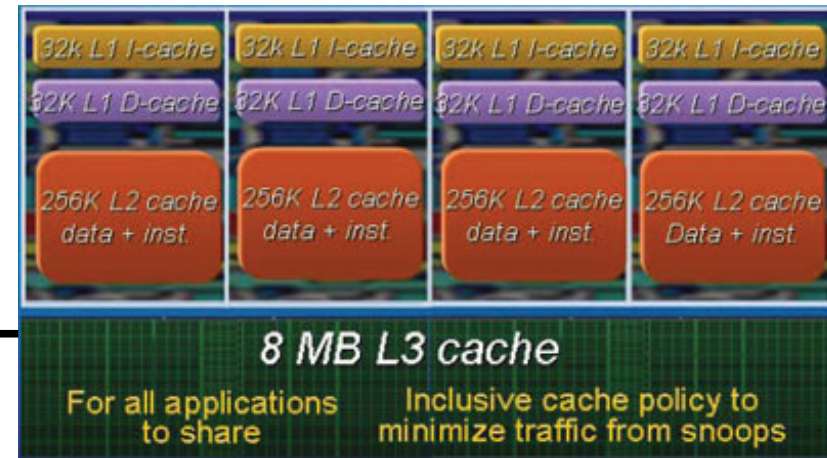 32k L1 I-cache
32k L1 I-cache
32k L1 I-cache
32k L1 I-cache
32K L1 D-cache
32K L1 D-cache
32K L1 D-cache
32K L1 D-cache
256K L2 cache
data + inst.
256K L2 cache
data + inst.
256K L2 cache
data + inst.
256K L2 cache
Data + inst.
8 MB L3 cache
For all applications
to share
Inclusive cache policy to
minimize traffic from snoops